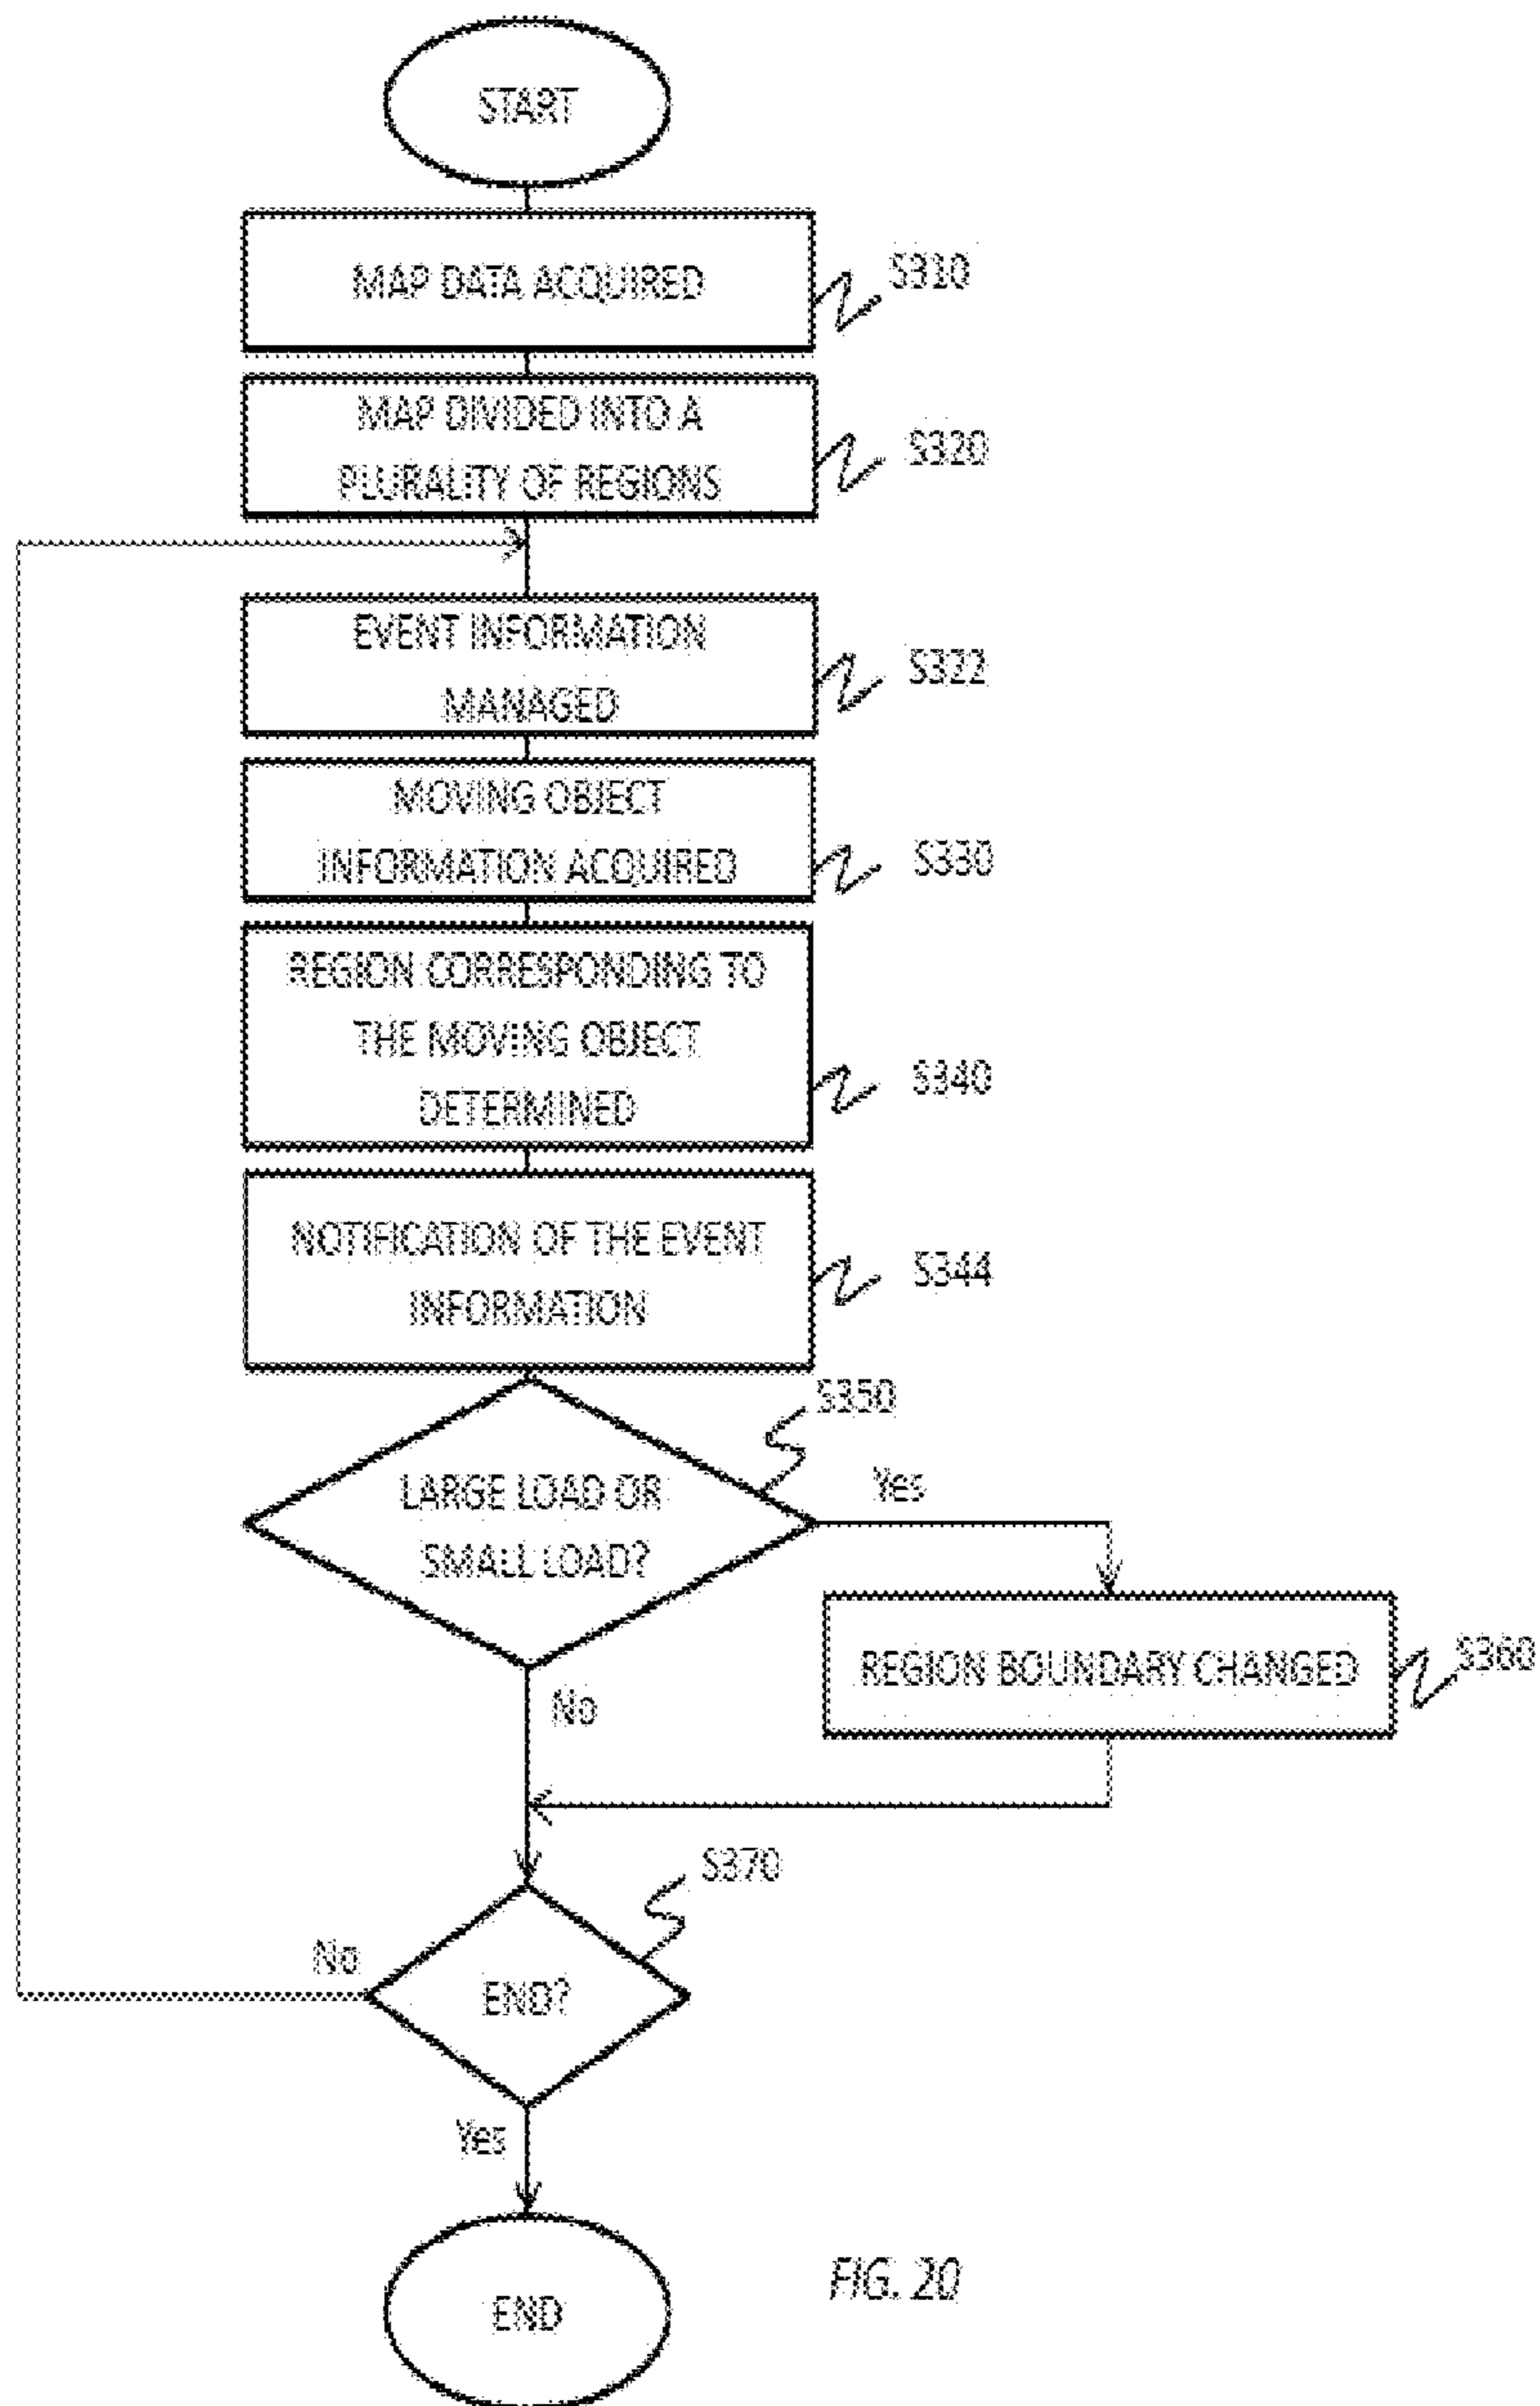 START
MAP DATA ACQUIRED
S310
MAP DIVIDED INTO A
PLURALITY OF REGIONS
S320
EVENT INFORMATION
MANAGED
S322
MOVING OBJECT
INFORMATION ACQUIRED
S330
REGION CORRESPONDING TO
THE MOVING OBJECT
DETERMINED
S340
NOTIFICATION OF THE EVENT
INFORMATION
S344
S350
LARGE LOAD OR
SMALL LOAD?
Yes
REGION BOUNDARY CHANGED
S360
No
S370
No
END?
Yes
END
FIG. 20